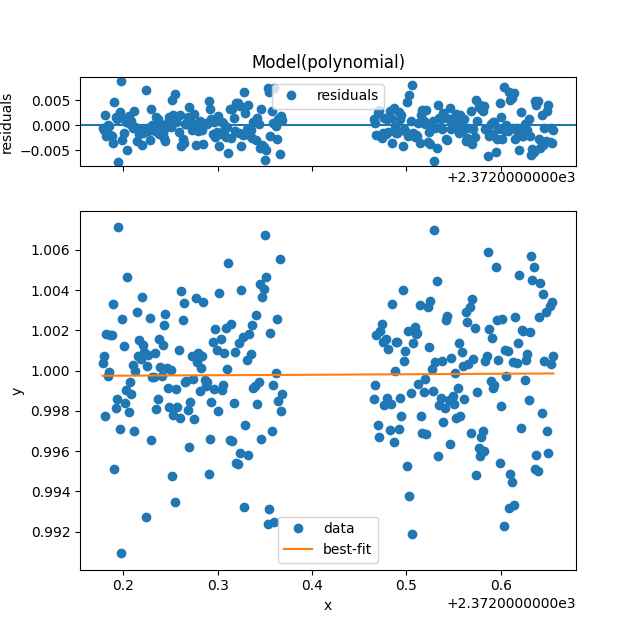 Model(polynomial)
residuals
0.005
0.000
−0.005
residuals
+2.3720000000e3
y
1.006
1.004
1.002
1.000
0.998
0.996
0.994
0.992
data
best-fit
0.2 0.3 0.4 0.5 0.6
x
+2.3720000000e3